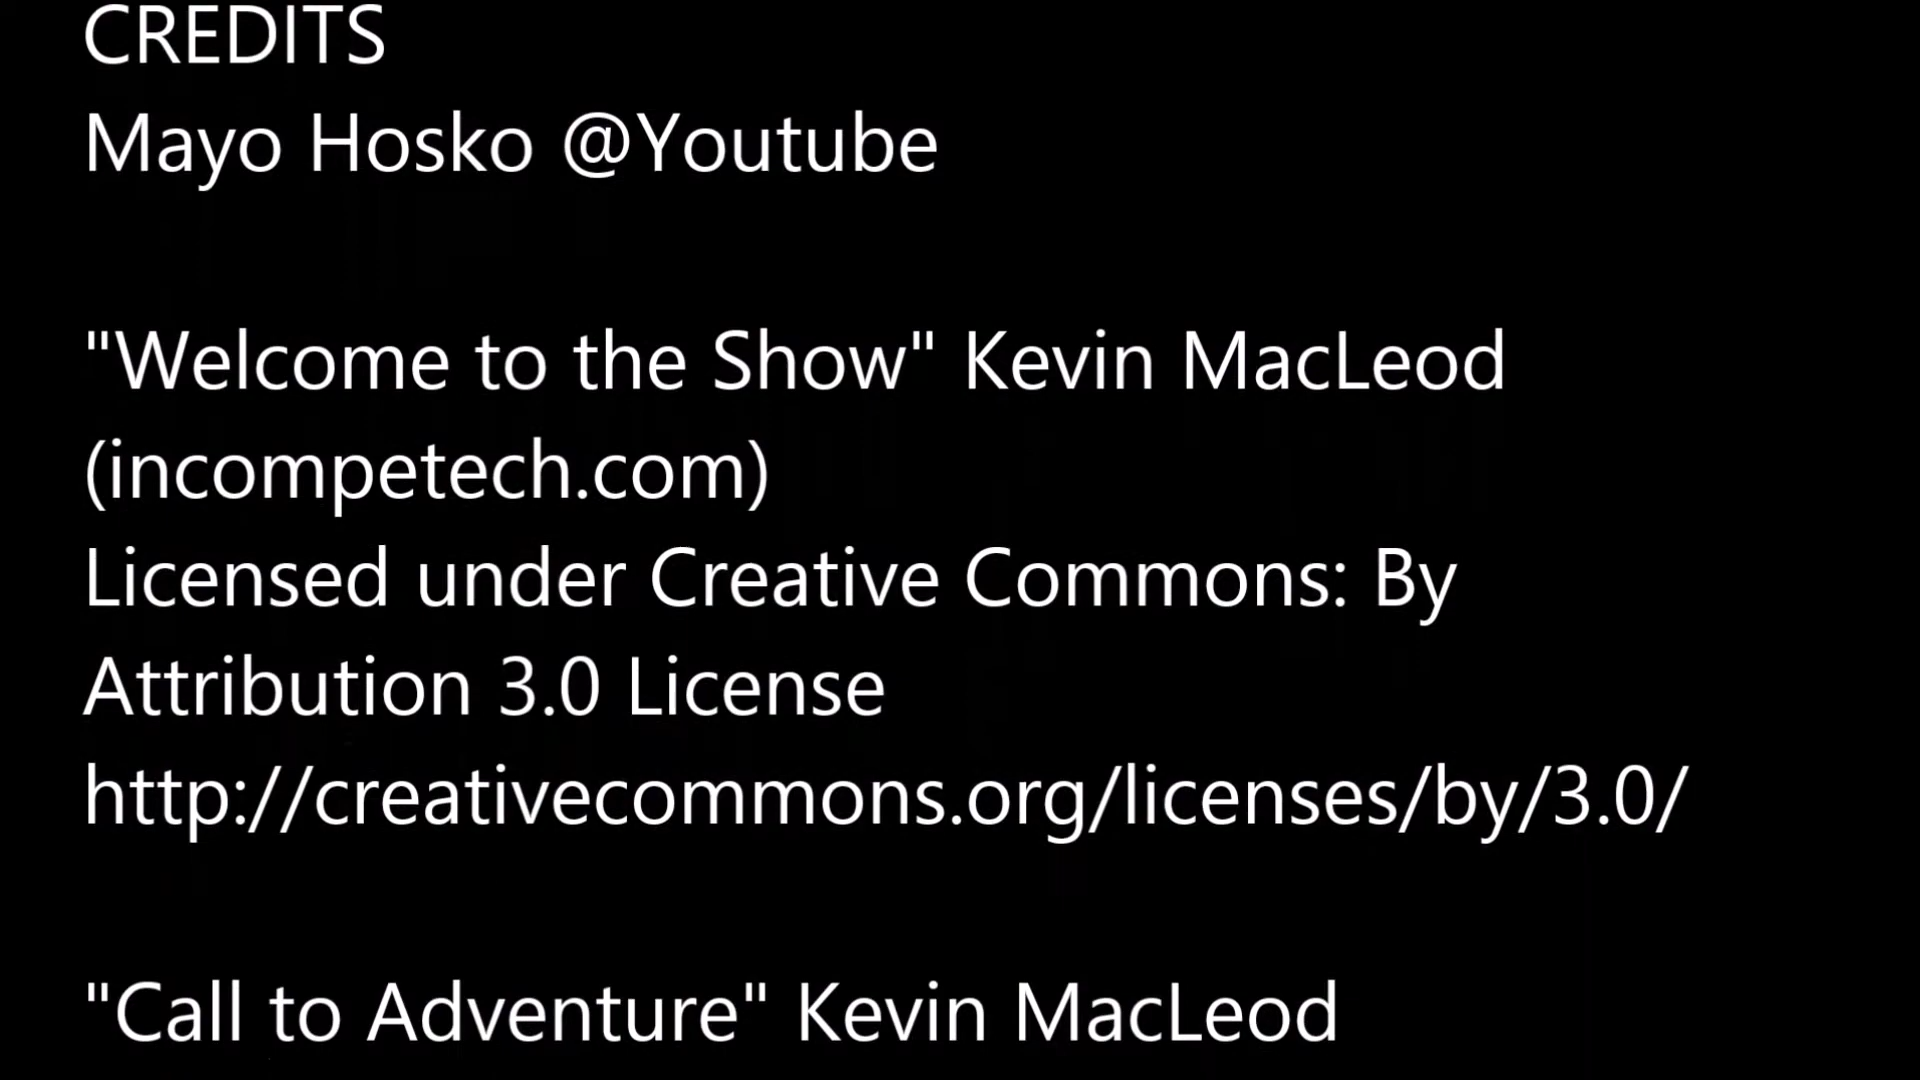 CREDITS
Mayo Hosko @Youtube
"Welcome to the Show" Kevin MacLeod
(incompetech.com)
Licensed under Creative Commons: By
Attribution 3.0 License
http://creativecommons.org/licenses/by/3.0/
"Call to Adventure" Kevin MacLeod